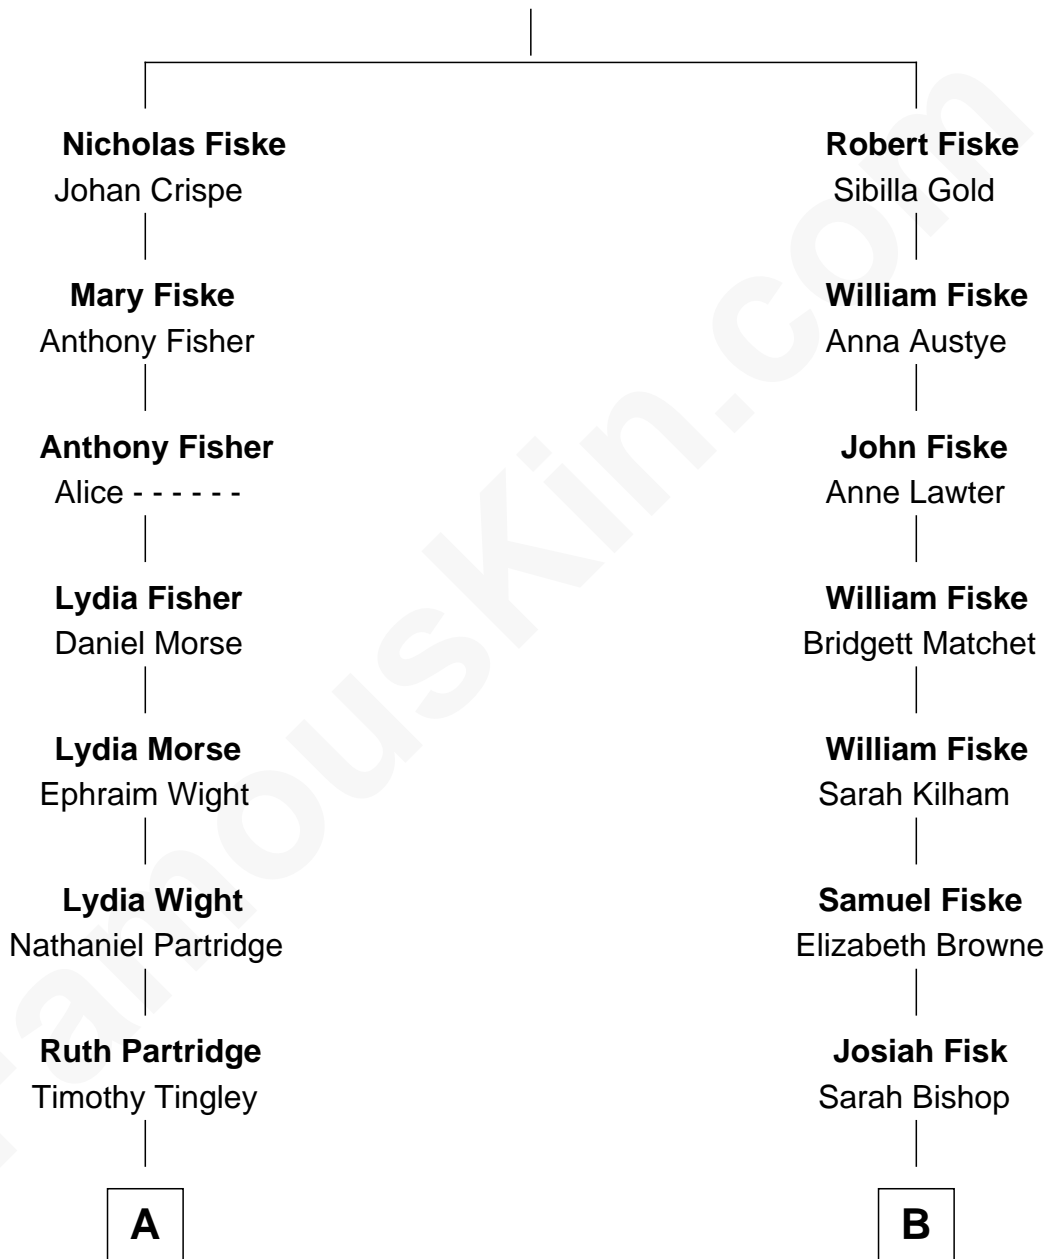 Nicholas Fiske
Johan Crispe
Mary Fiske
Anthony Fisher
Anthony Fisher
Alice - - - - - -
Lydia Fisher
Daniel Morse
Lydia Morse
Ephraim Wight
Lydia Wight
Nathaniel Partridge
Ruth Partridge
Timothy Tingley
A
Robert Fiske
Sibilla Gold
William Fiske
Anna Austye
John Fiske
Anne Lawter
William Fiske
Bridgett Matchet
William Fiske
Sarah Kilham
Samuel Fiske
Elizabeth Browne
Josiah Fisk
Sarah Bishop
B
FamousKin.com